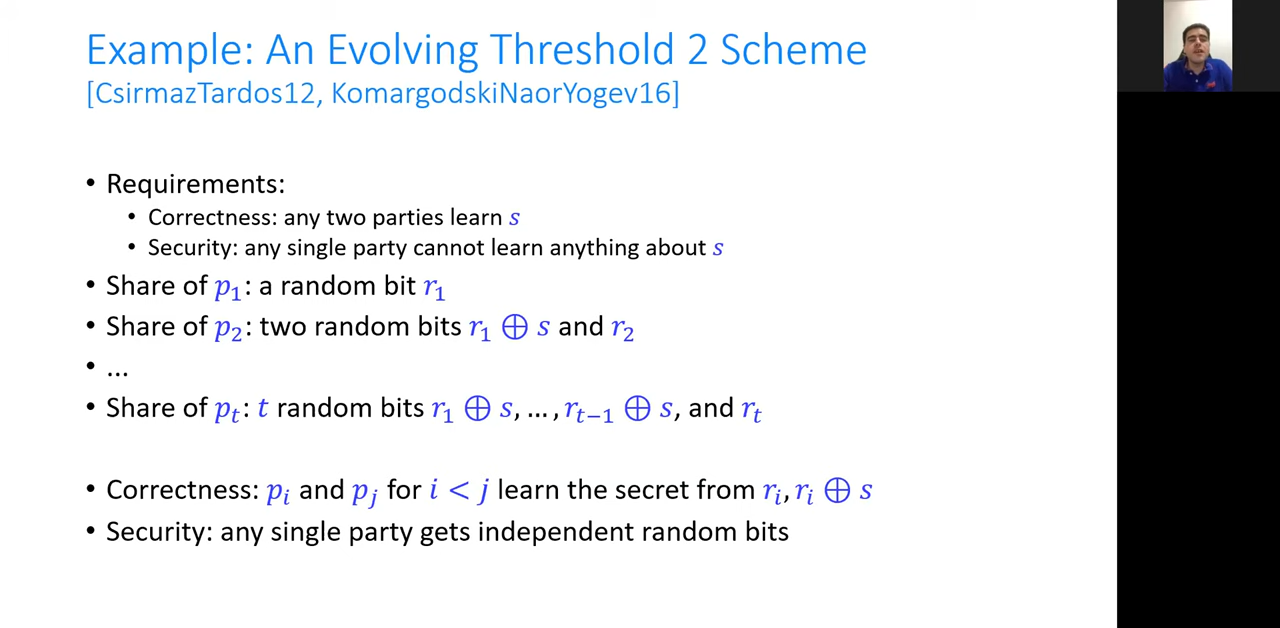 Example: An Evolving Threshold 2 Scheme
[CsirmazTardos12, KomargodskiNaorYogev16]
• Requirements:
• Correctness: any two parties learn s
• Security: any single party cannot learn anything about s
• Share of p₁: a random bit r₁
• Share of p₂: two random bits r₁ ⊕ s and r₂
• ...
• Share of pₜ: t random bits r₁ ⊕ s, … , rₜ₋₁ ⊕ s, and rₜ
• Correctness: pᵢ and pⱼ for i < j learn the secret from rᵢ, rᵢ ⊕ s
• Security: any single party gets independent random bits